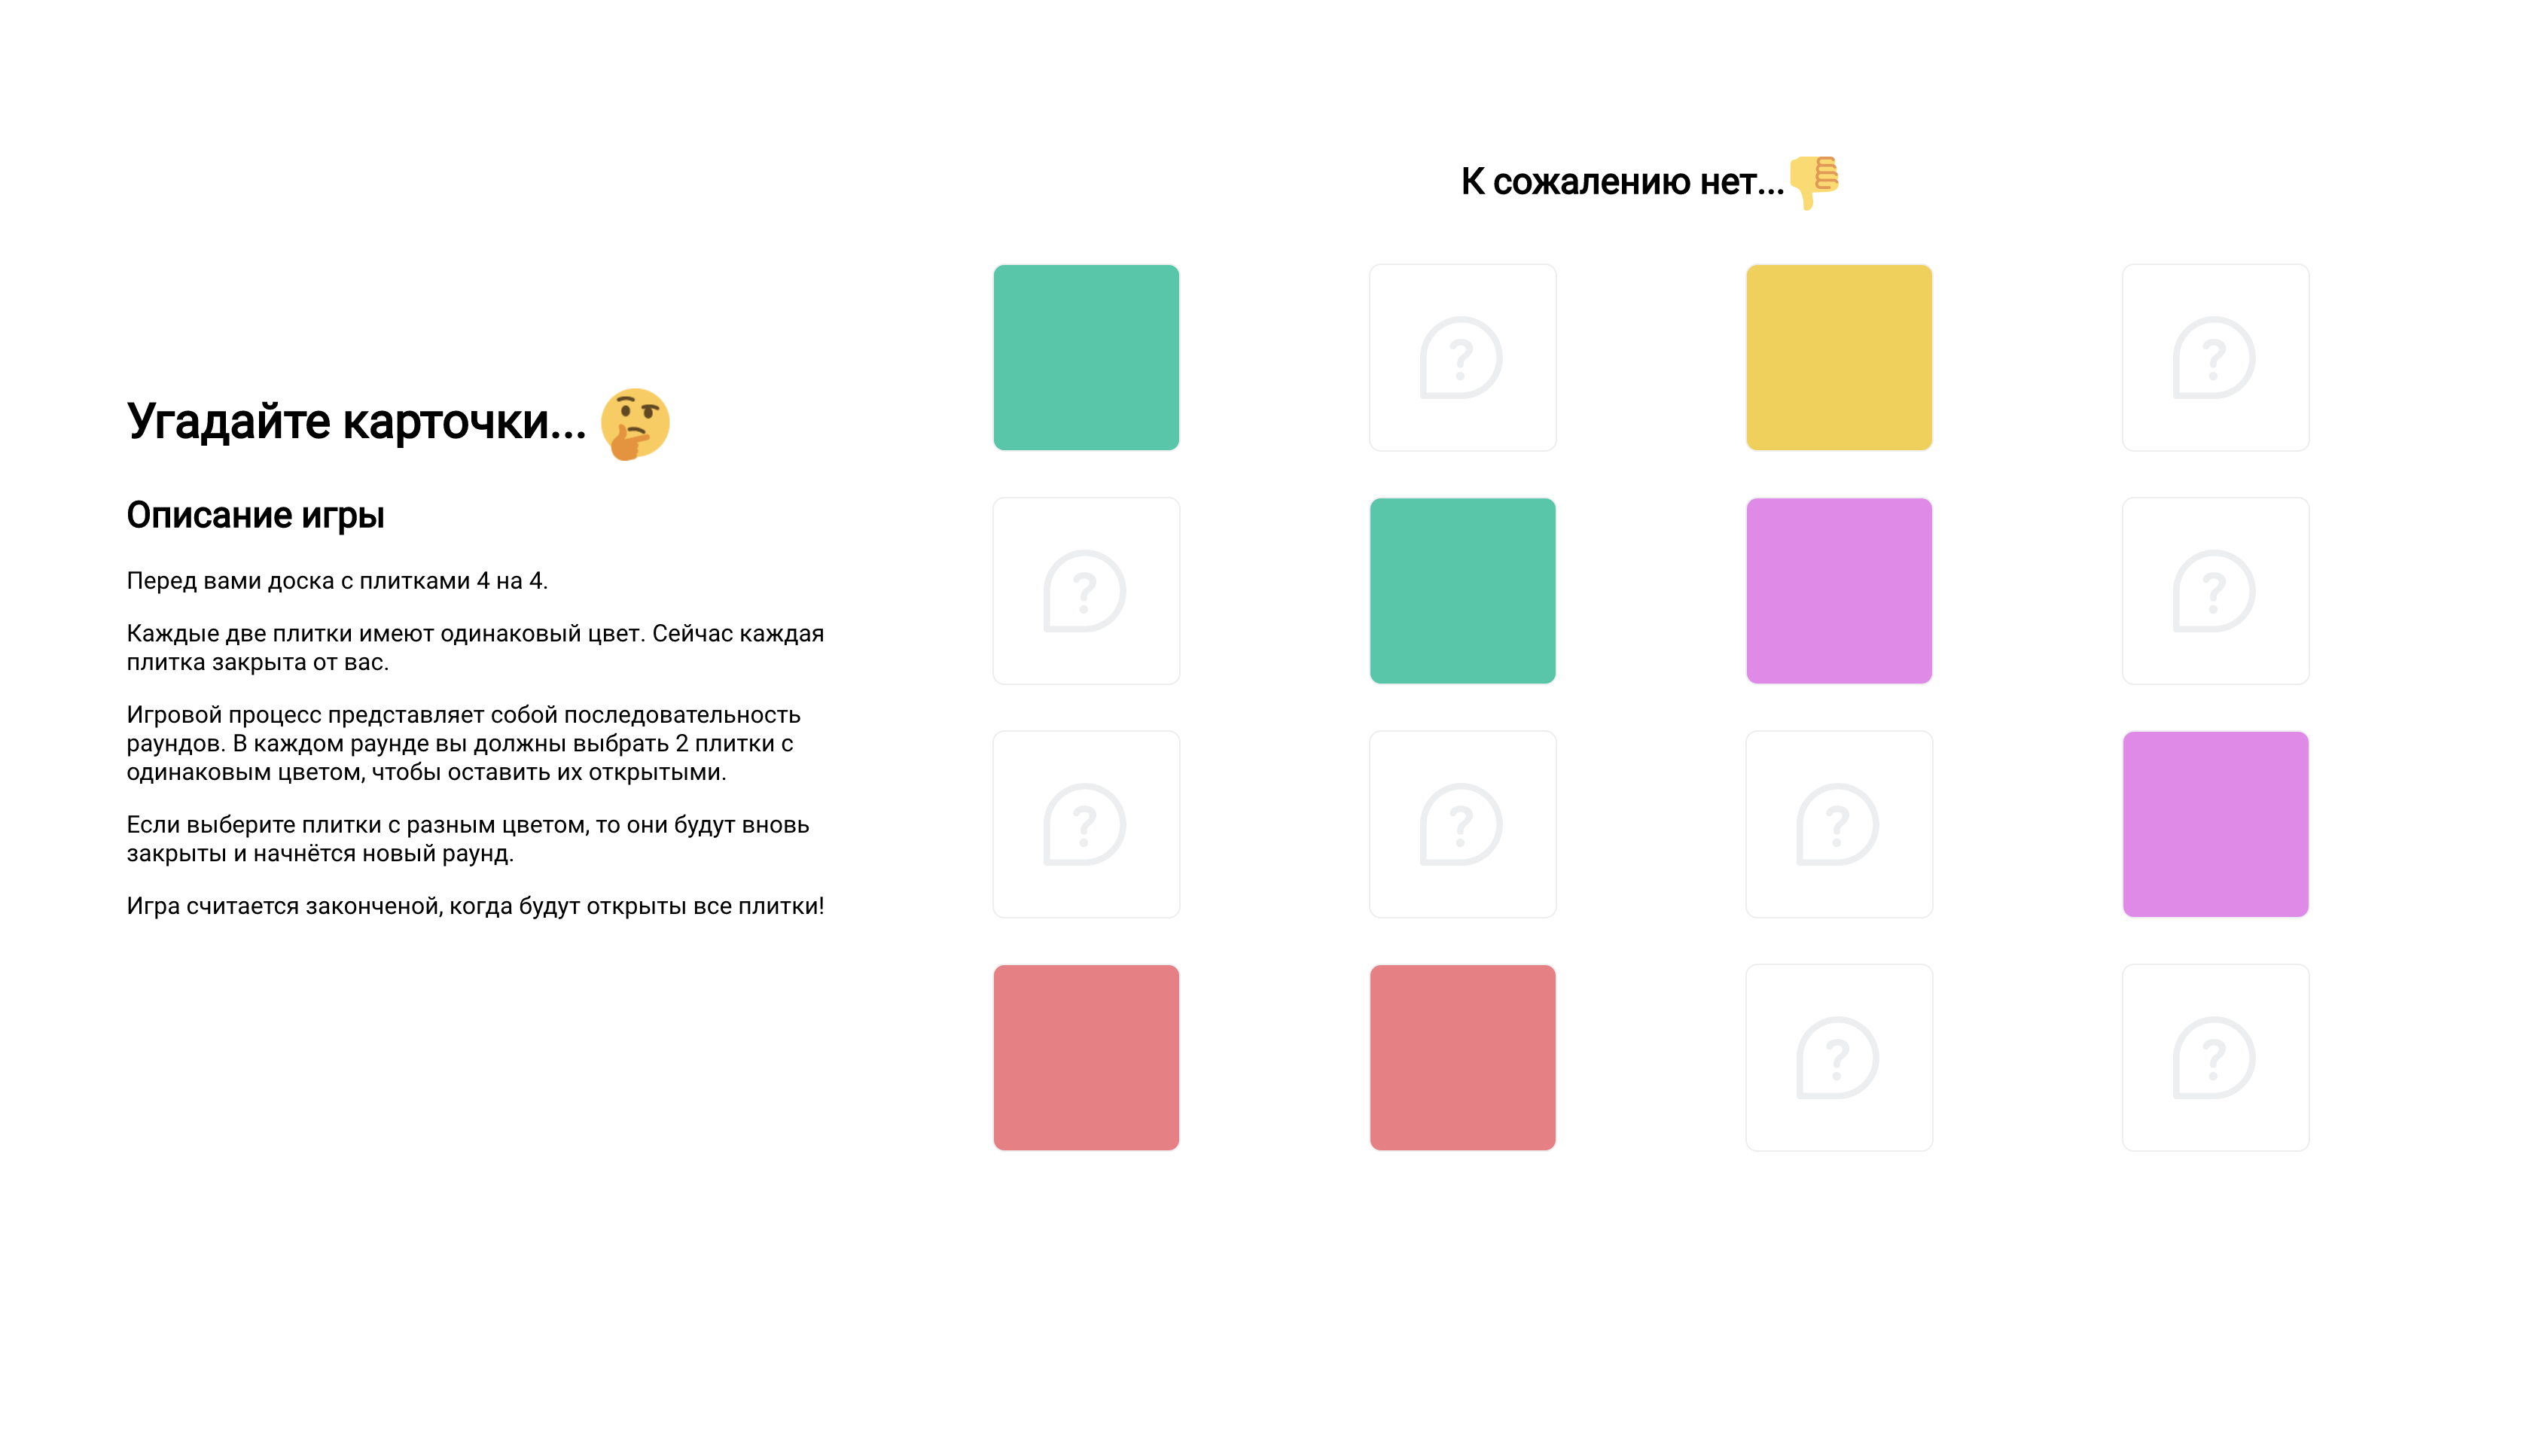 К сожалению нет...
Угадайте карточки...
Описание игры
Перед вами доска с плитками 4 на 4.
Каждые две плитки имеют одинаковый цвет. Сейчас каждая
плитка закрыта от вас.
Игровой процесс представляет собой последовательность
раундов. В каждом раунде вы должны выбрать 2 плитки с
одинаковым цветом, чтобы оставить их открытыми.
Если выберите плитки с разным цветом, то они будут вновь
закрыты и начнётся новый раунд.
Игра считается законченой, когда будут открыты все плитки!
? ?
? ?
? ? ?
? ?